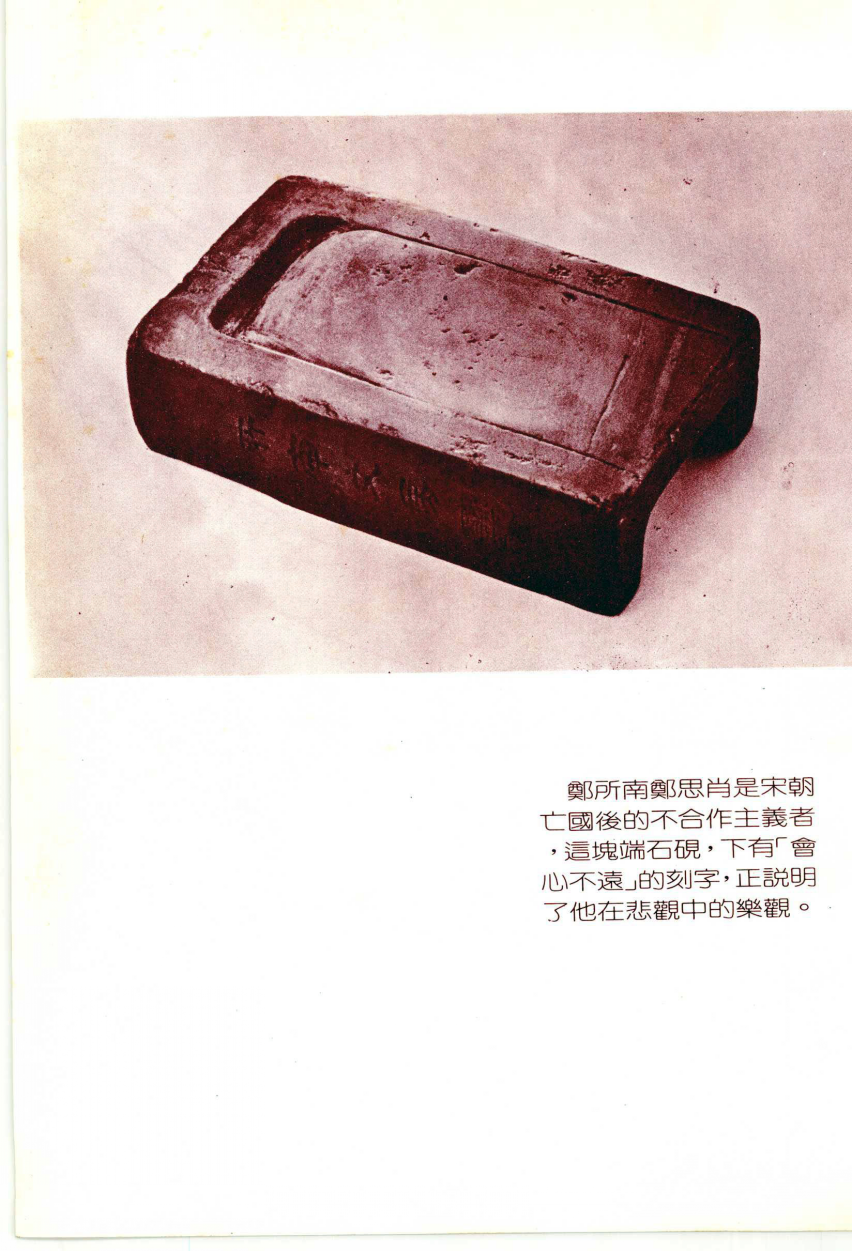 鄭所南鄭思肖是宋朝
亡國後的不合作主義者
，這塊端石硯，下有「會
心不遠」的刻字，正説明
了他在悲觀中的樂觀。